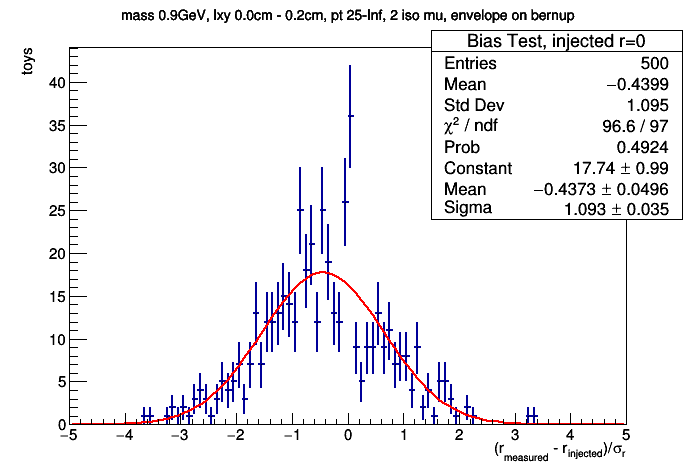 mass 0.9GeV, lxy 0.0cm - 0.2cm, pt 25-Inf, 2 iso mu, envelope on bernup
Bias Test, injected r=0
Entries 500
Mean −0.4399
Std Dev 1.095
χ² / ndf 96.6 / 97
Prob 0.4924
Constant 17.74 ± 0.99
Mean −0.4373 ± 0.0496
Sigma 1.093 ± 0.035
toys
40
35
30
25
20
15
10
5
0
−5 −4 −3 −2 −1 0 1 2 3 4 5
(r_measured - r_injected)/σ_r